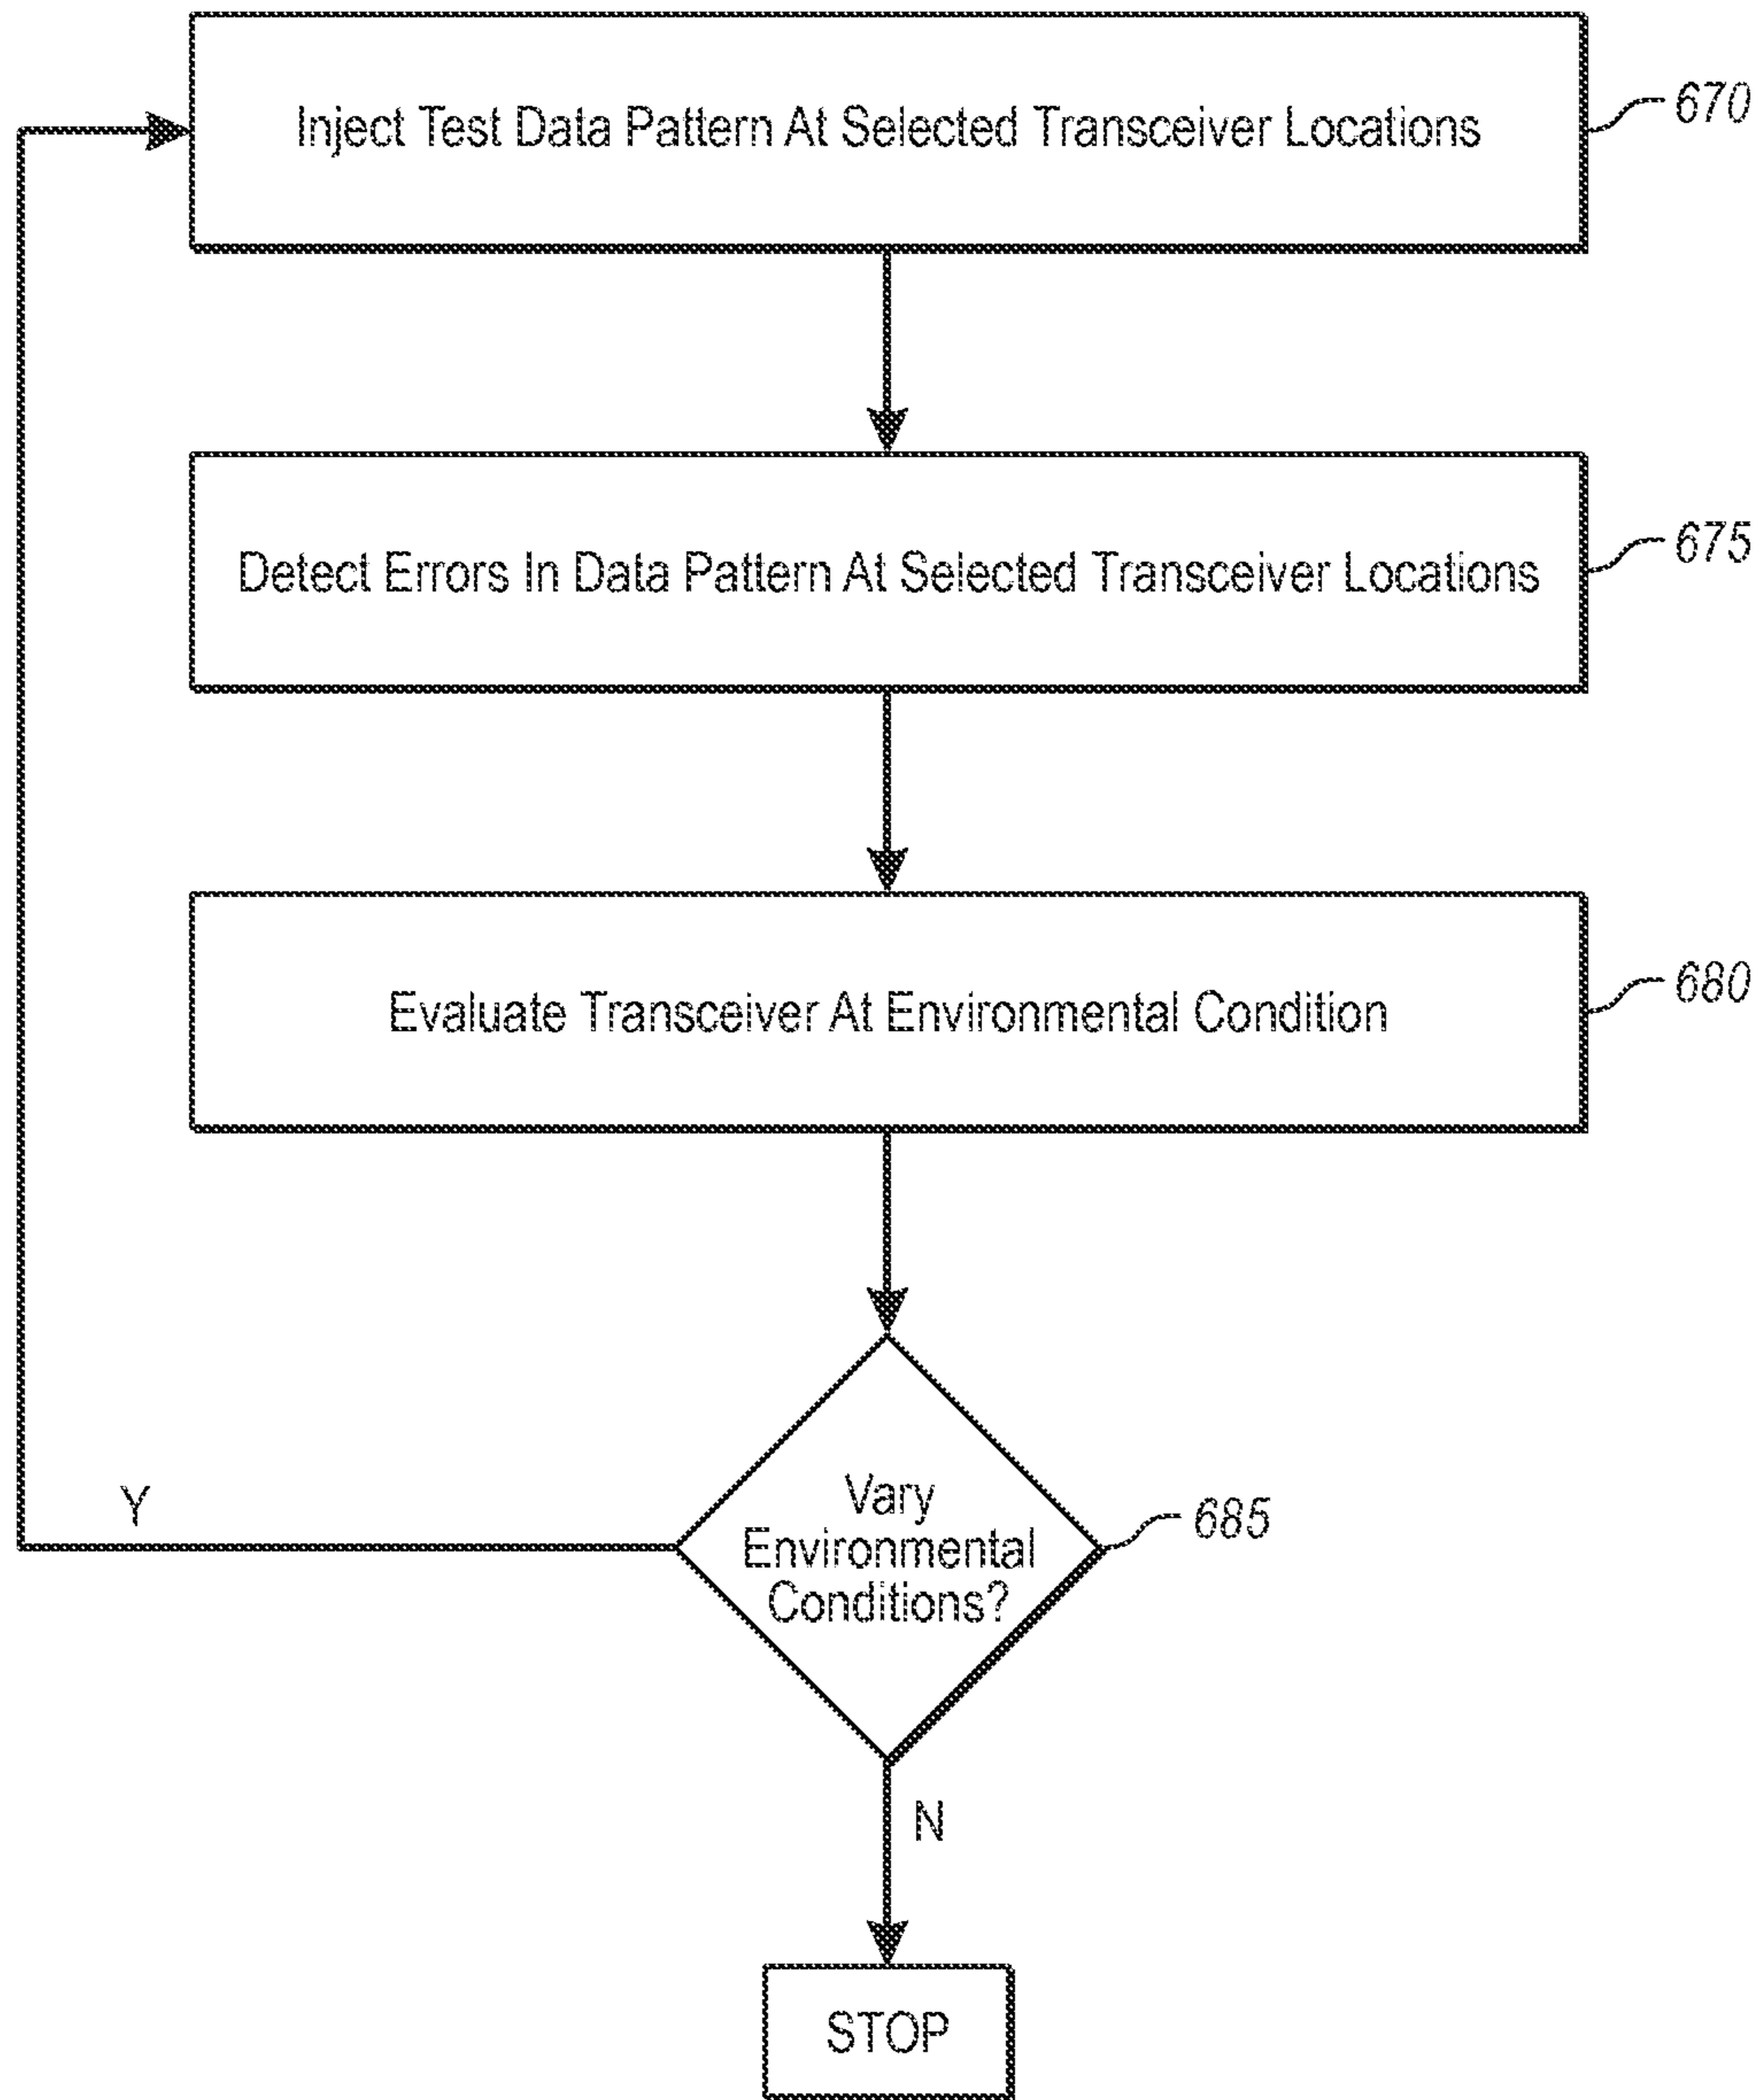 Inject Test Data Pattern At Selected Transceiver Locations
670
Detect Errors In Data Pattern At Selected Transceiver Locations
675
Evaluate Transceiver At Environmental Condition
680
Vary
Environmental
Conditions?
685
Y
N
STOP